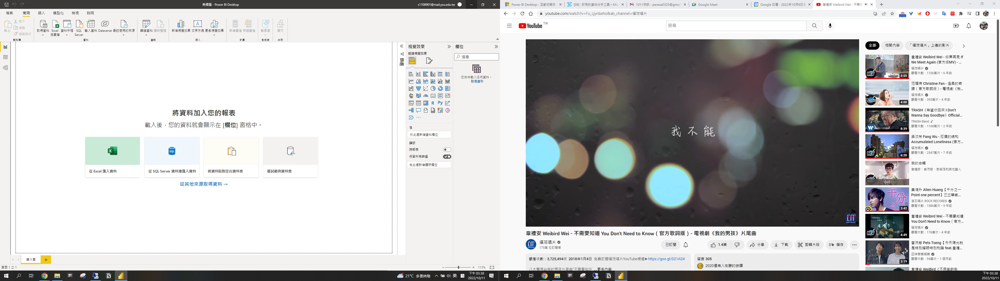 無標題 - Power BI Desktop
s1108901@mail.yzu.edu.tw
檔案 常用 插入 模型化 檢視 說明
貼上
剪下
複製
複製格式
剪貼簿
取得資料
Excel 活頁簿
資料中樞
SQL Server
輸入資料
Dataverse
最近使用的來源
資料
轉換資料
重新整理
查詢
新增視覺效果
文字方塊
更多視覺效果
插入
新增量值
快速量值
計算
敏感度
敏感度
發行
共用
將資料加入您的報表
載入後，您的資料就會顯示在 [欄位] 窗格中。
從 Excel 匯入資料
從 SQL Server 資料庫匯入資料
將資料貼到空白資料表
嘗試範例資料集
從其他來源取得資料 →
篩選
視覺效果
組建視覺效果
R Py
值
於此處新增資料欄位
鑽研
跨報表
保留所有篩選
在此處新增鑽研欄位
欄位
搜尋
您尚未載入任何資料。
取得資料
第 1 頁
頁面 1 之 1
113%
21°C 多雲時陰
英
下午 03:38
2022/10/11
Power BI Desktop - 互動式報表
[08] : 好用的資料分析工具～Mic
1011快訊 - peresa0325@gmail
Google Meet
Google 日曆 - 2022年10月9日
韋禮安 Weibird Wei - 不需要
youtube.com/watch?v=Fu_Ljynbxho&ab_channel=福茂唱片
NEW
YouTube TW
搜尋
我 不 能
韋禮安 Weibird Wei - 不需要知道 You Don't Need to Know ( 官方歌詞版 ) - 電視劇《我的男孩》片尾曲
福茂唱片
175萬 位訂閱者
已訂閱
1.4萬
分享
下載
剪輯片段
儲存
觀看次數：3,725,494次 2018年1月4日 免費訂閱福茂唱片YouTube頻道►https://goo.gl/D21ADX
八大電視台我的男孩片尾曲"不需要知道 ...更多內容
留言 305
2020還有人在聽的按讚
全部
相關內容
「福茂唱片」上傳的影片
韋禮安 Weibird Wei - 如果再見 If
We Meet Again (官方版MV) - ...
福茂唱片
觀看次數：1106萬次 • 6 年前
MV
3:55
范瑋琪 Christine Fan - 溫柔的奇
蹟 ( 官方歌詞版 ) - 電視劇《我...
福茂唱片
觀看次數：393萬次 • 4 年前
Audio
4:00
TRASH《希望你回來 I Don't
Wanna Say Goodbye》Official...
TRASH Band
觀看次數：1168萬次 • 2 年前
8:39
吳汶芳 Fang Wu - 孤獨的總和
Accumulated Loneliness (官方...
福茂唱片
觀看次數：2547萬次 • 7 年前
MV
6:20
我的合輯
韋禮安、曾沛慈、李榮浩和其他藝人
MV
黃鴻升 Alien Huang【千分之一
Point one percent】三立華劇...
滾石唱片 ROCK RECORDS
觀看次數：1586萬次 • 9 年前
千分之
3:42
韋禮安 Weibird Wei - 不需要知道
You Don't Need to Know ( 官方...
福茂唱片
觀看次數：176萬次 • 4 年前
MV
4:49
曾沛慈 Pets Tseng【今天陽光就
是特別耀眼特別和諧 feat.韋禮...
亞神音樂娛樂
觀看次數：94萬次 • 1 個月前
3:19
韋禮安 WeiBird《不用告訴我
下午 03:38
2022/10/11